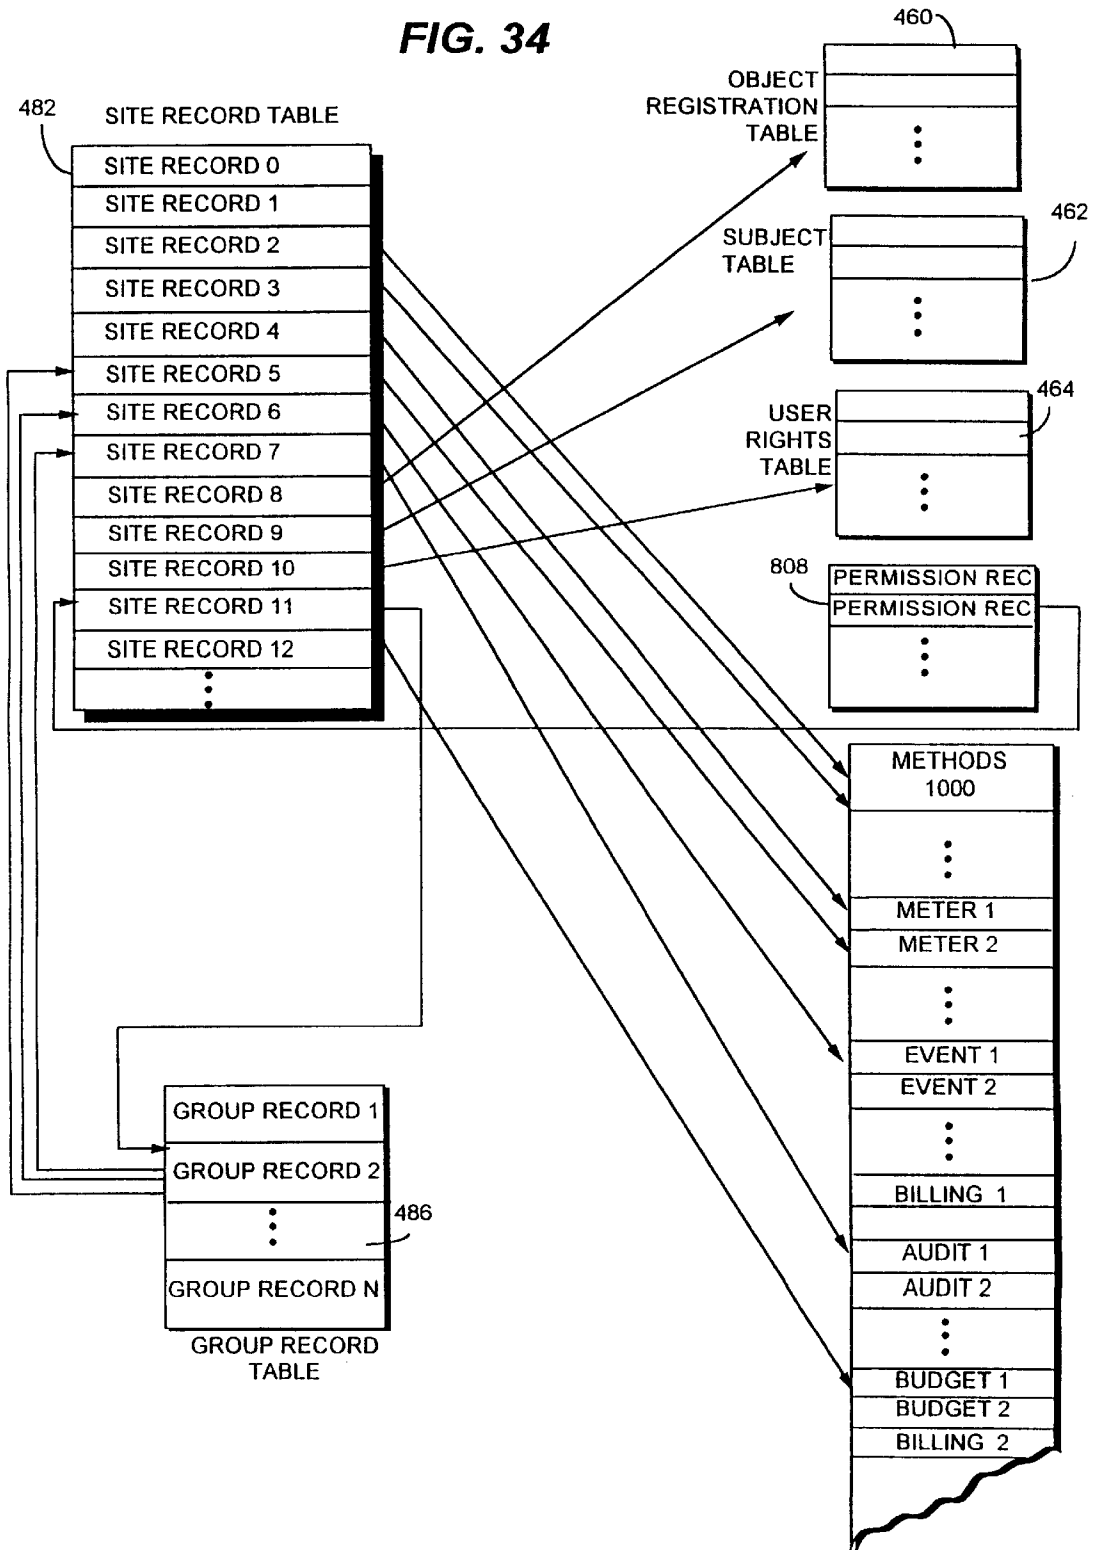 FIG. 34
460
OBJECT
REGISTRATION
TABLE
482
SITE RECORD TABLE
SITE RECORD 0
SITE RECORD 1
SITE RECORD 2
SITE RECORD 3
SITE RECORD 4
SITE RECORD 5
SITE RECORD 6
SITE RECORD 7
SITE RECORD 8
SITE RECORD 9
SITE RECORD 10
SITE RECORD 11
SITE RECORD 12
SUBJECT
TABLE
462
USER
RIGHTS
TABLE
464
808
PERMISSION REC
PERMISSION REC
METHODS
1000
METER 1
METER 2
EVENT 1
EVENT 2
BILLING 1
AUDIT 1
AUDIT 2
BUDGET 1
BUDGET 2
BILLING 2
GROUP RECORD 1
GROUP RECORD 2
486
GROUP RECORD N
GROUP RECORD
TABLE